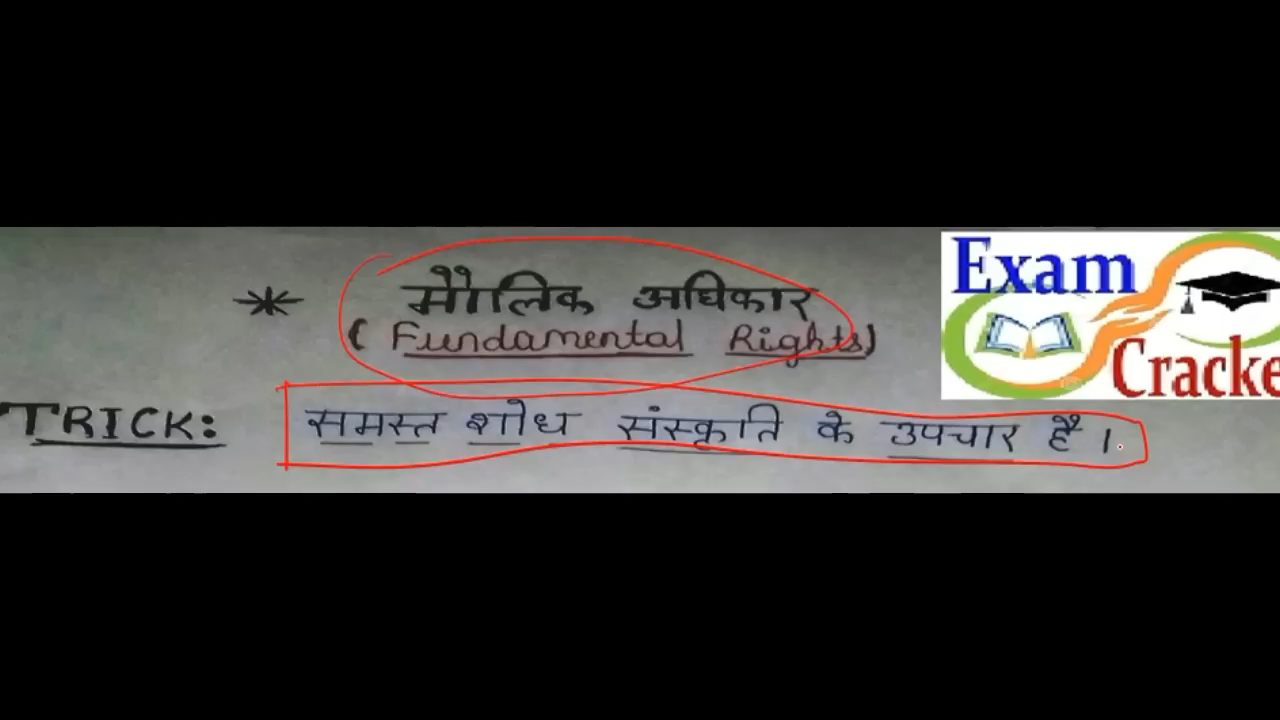 * मौलिक अधिकार
(Fundamental Rights)
TRICK: समस्त शोध संस्कृति के उपचार है।
Exam
Cracke